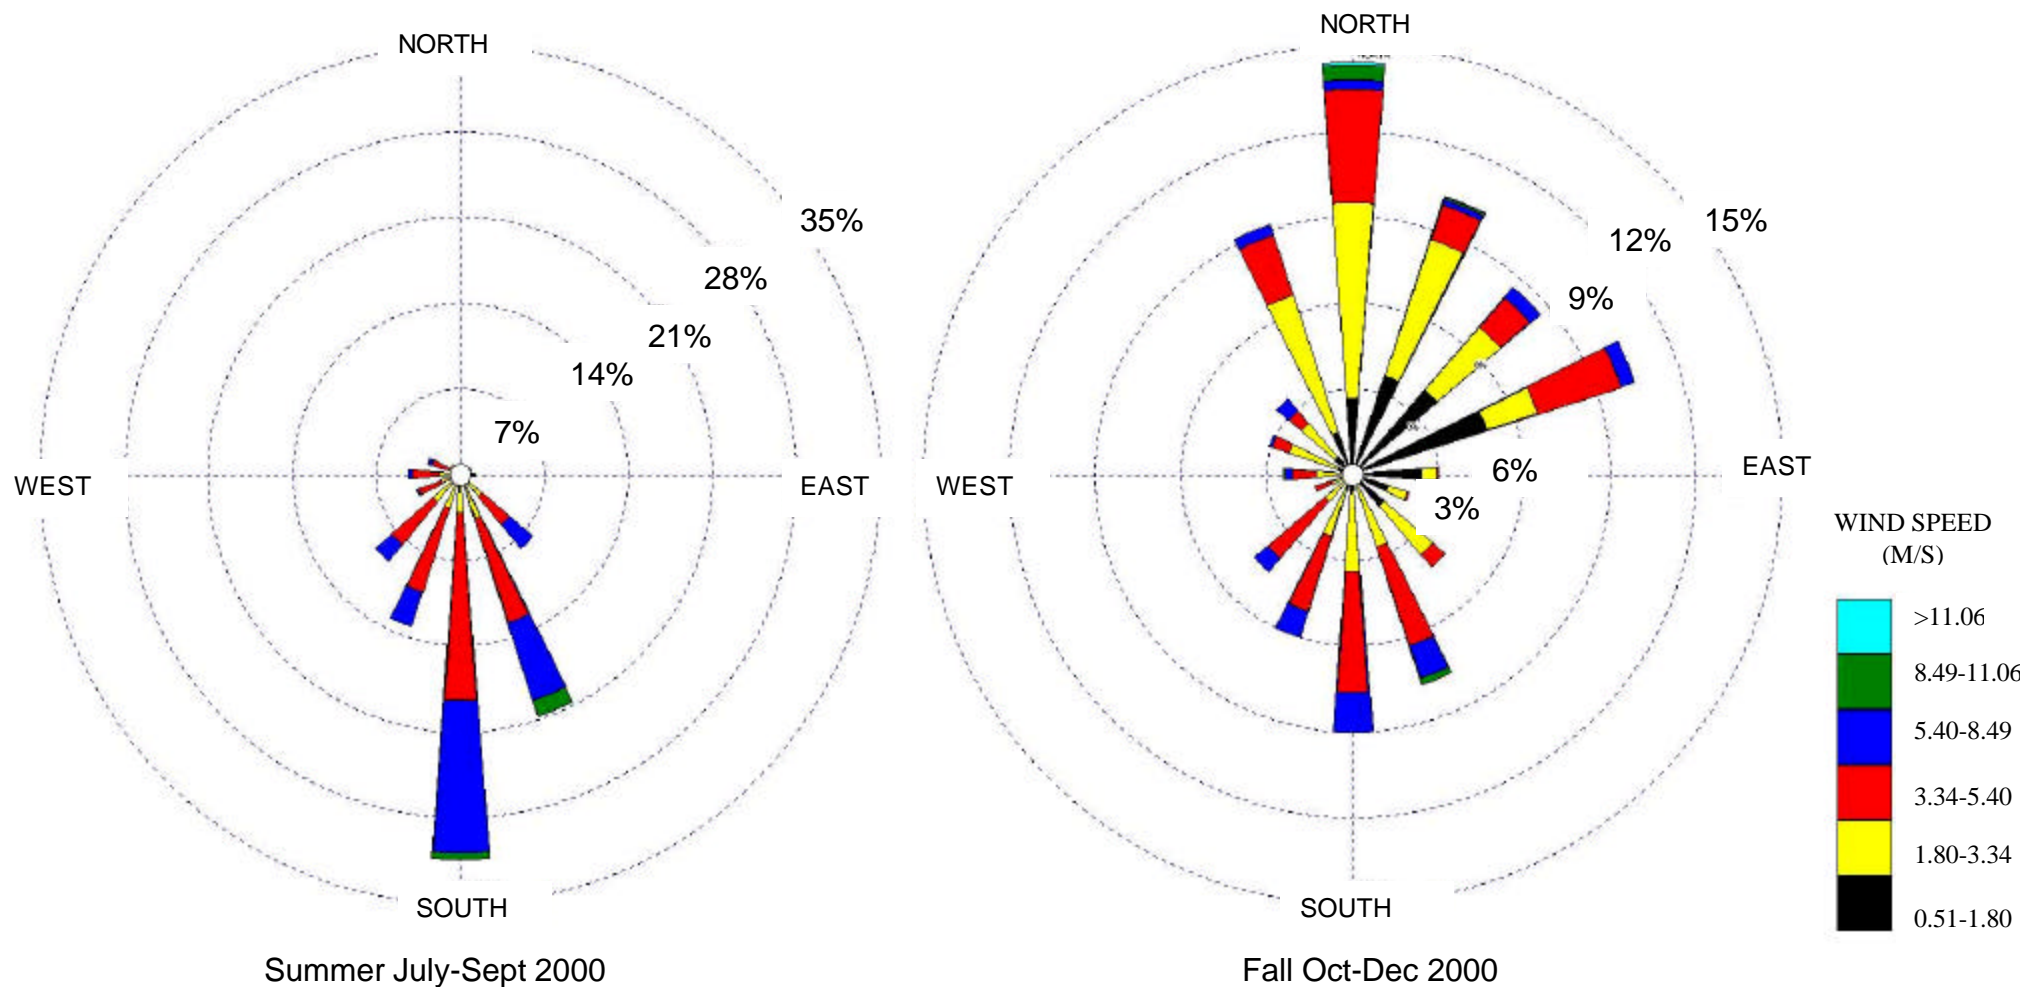 NORTH
35%
28%
21%
14%
7%
WEST
EAST
SOUTH
Summer July-Sept 2000
NORTH
15%
12%
9%
6%
3%
WEST
EAST
SOUTH
Fall Oct-Dec 2000
WIND SPEED
(M/S)
>11.06
8.49-11.06
5.40-8.49
3.34-5.40
1.80-3.34
0.51-1.80